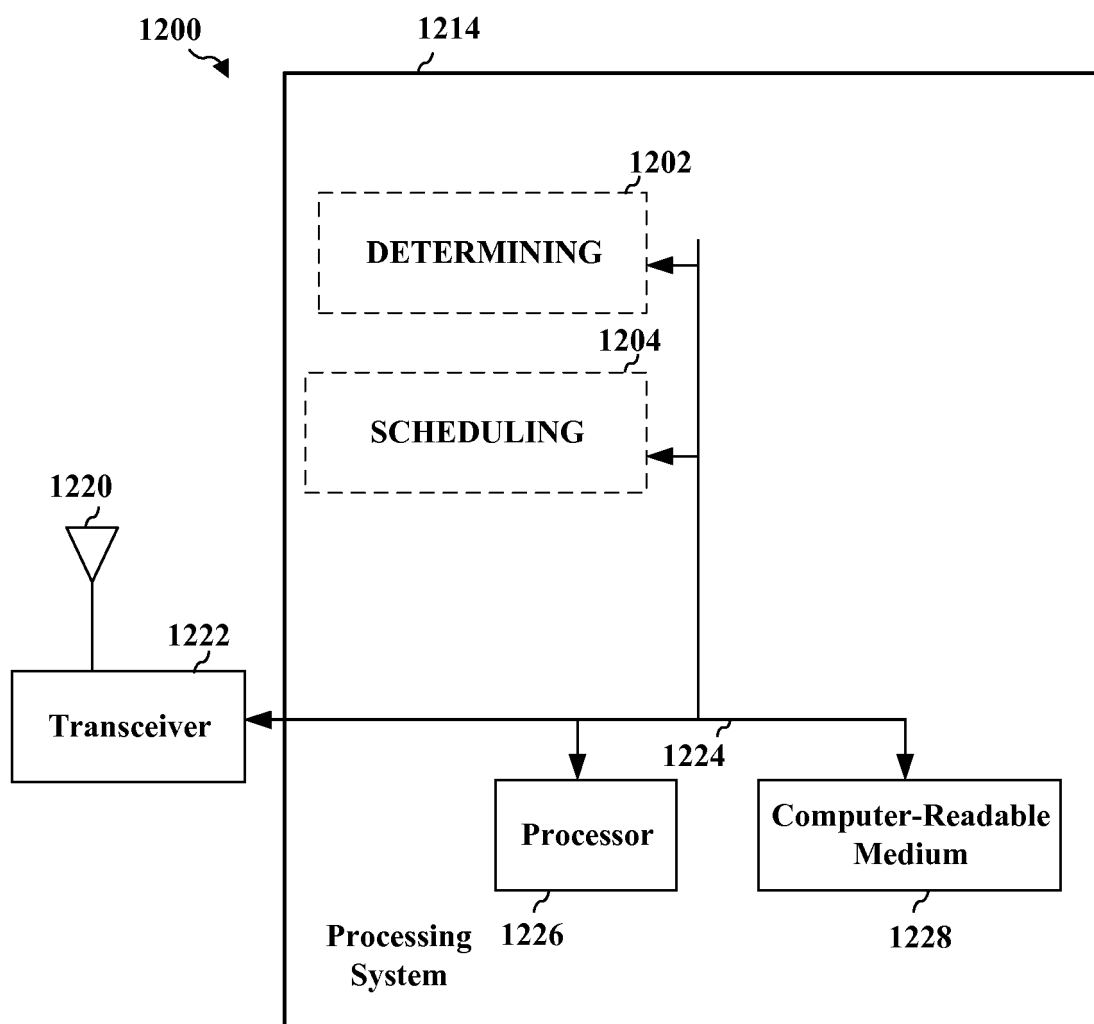 1200
1214
1202
DETERMINING
1204
SCHEDULING
1220
1222
Transceiver
1224
Processor
Computer-Readable
Medium
1226
1228
Processing
System